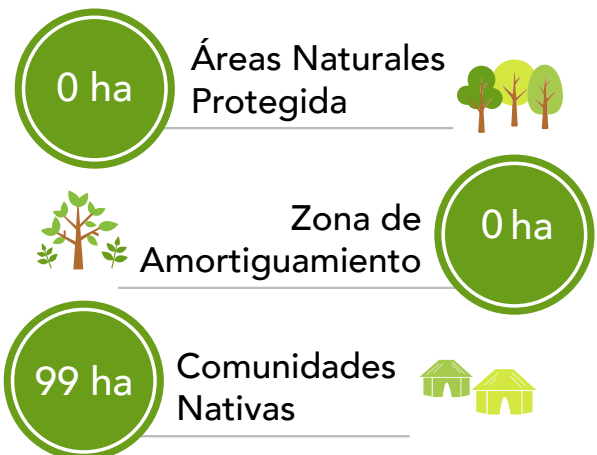 0 ha
Áreas Naturales
Protegida
Zona de
Amortiguamiento
0 ha
99 ha
Comunidades
Nativas